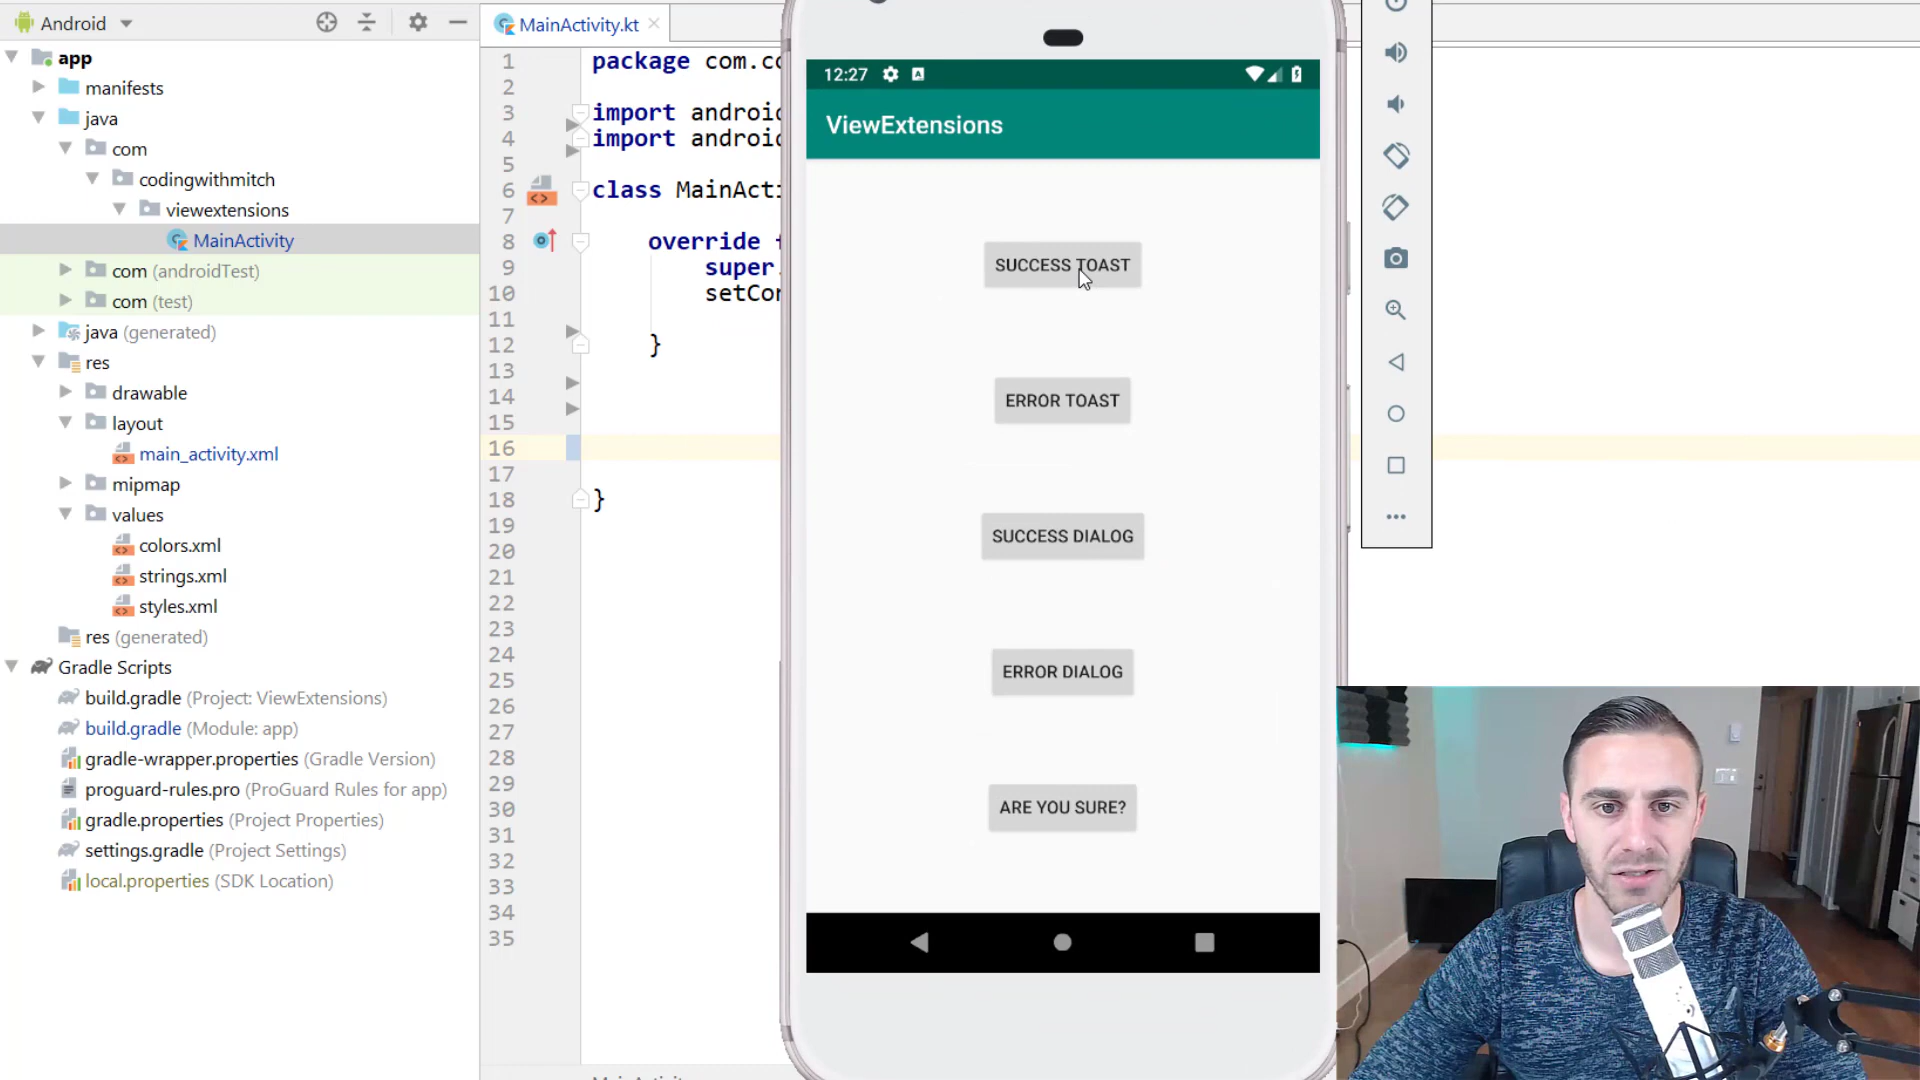 Android
app
manifests
java
com
codingwithmitch
viewextensions
MainActivity
com (androidTest)
com (test)
java (generated)
res
drawable
layout
main_activity.xml
mipmap
values
colors.xml
strings.xml
styles.xml
res (generated)
Gradle Scripts
build.gradle (Project: ViewExtensions)
build.gradle (Module: app)
gradle-wrapper.properties (Gradle Version)
proguard-rules.pro (ProGuard Rules for app)
gradle.properties (Project Properties)
settings.gradle (Project Settings)
local.properties (SDK Location)
MainActivity.kt
1 package com.co
2
3 import android
4 import android
5
6 class MainActi
7
8 override f
9 super.
10 setCon
11
12 }
13
14
15
16
17
18 }
19
20
21
22
23
24
25
26
27
28
29
30
31
32
33
34
35
12:27
ViewExtensions
SUCCESS TOAST
ERROR TOAST
SUCCESS DIALOG
ERROR DIALOG
ARE YOU SURE?